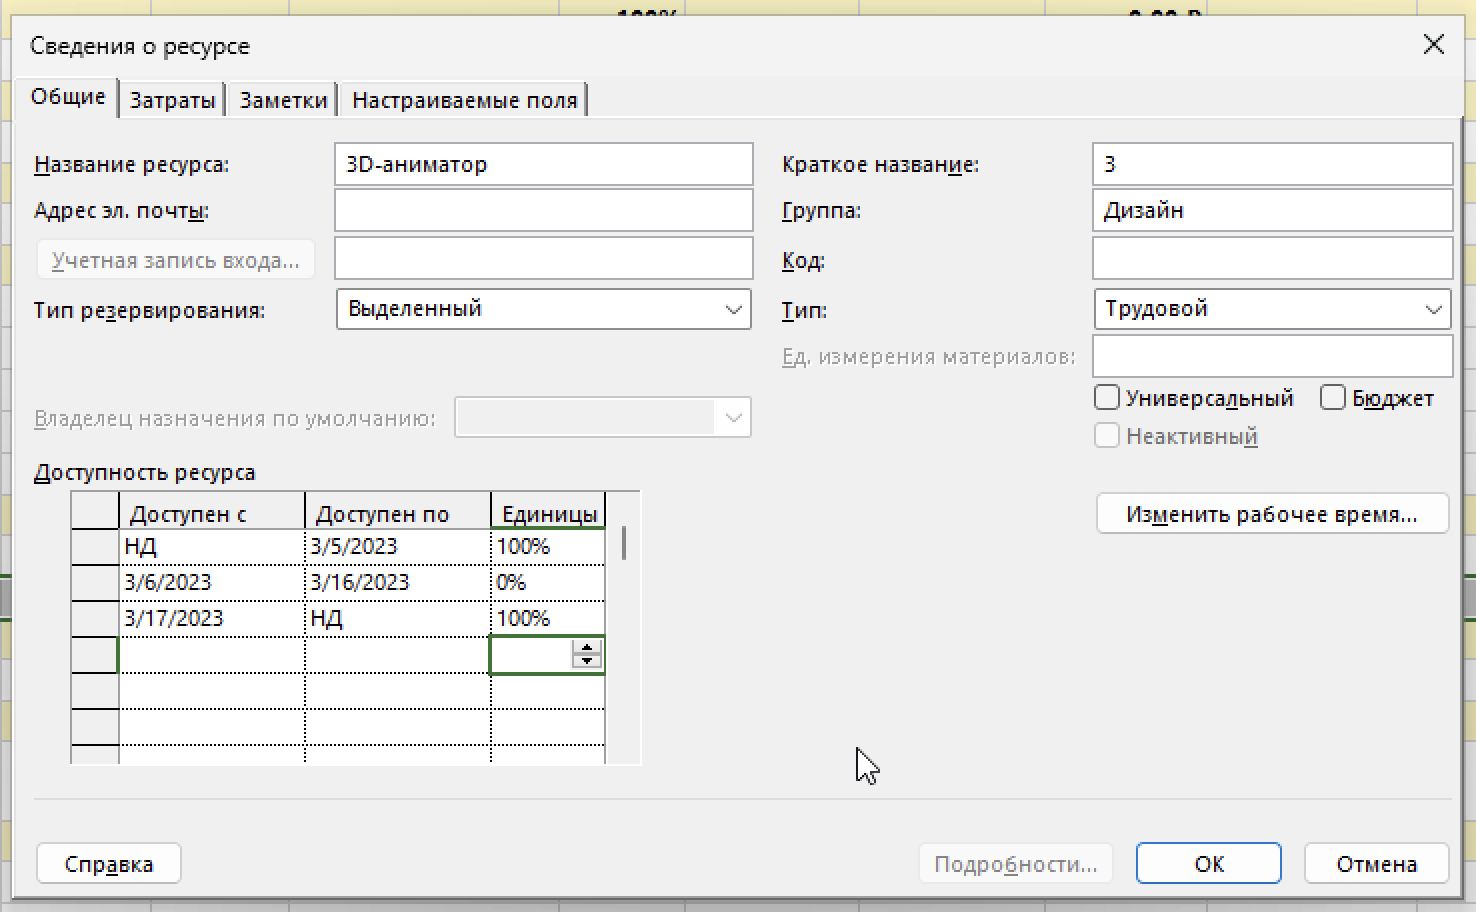 Сведения о ресурсе
Общие Затраты Заметки Настраиваемые поля
Название ресурса: 3D-аниматор Краткое название: 3
Адрес эл. почты: Группа: Дизайн
Учетная запись входа... Код:
Тип резервирования: Выделенный Тип: Трудовой
Ед. измерения материалов:
Универсальный Бюджет
Владелец назначения по умолчанию: Неактивный
Доступность ресурса
Доступен с Доступен по Единицы Изменить рабочее время...
НД 3/5/2023 100%
3/6/2023 3/16/2023 0%
3/17/2023 НД 100%
Справка Подробности... ОК Отмена